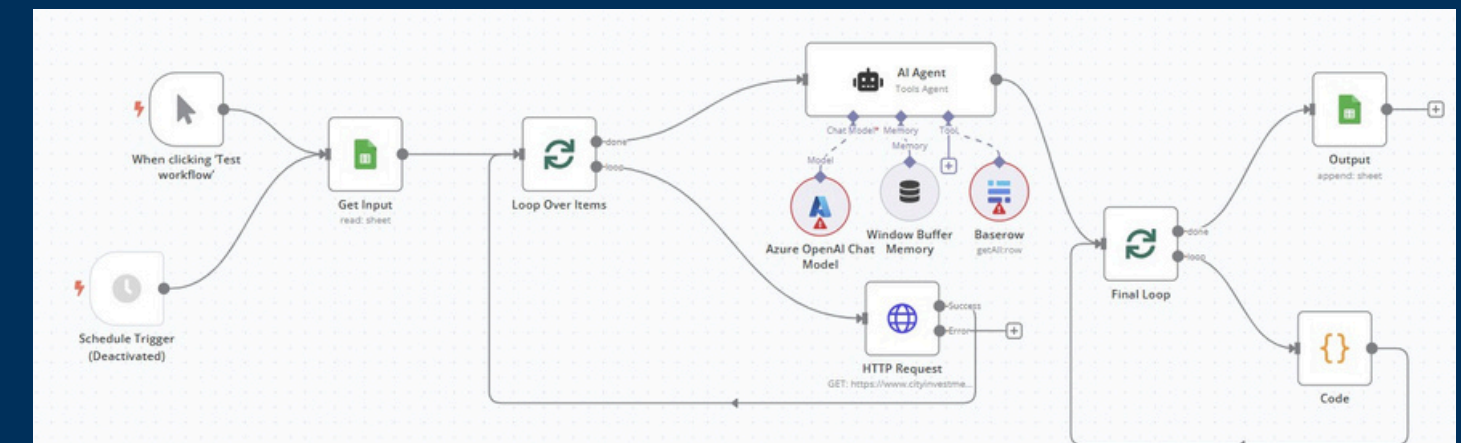 When clicking 'Test
workflow'
Schedule Trigger
(Deactivated)
Get Input
read: sheet
Loop Over Items
done
loop
AI Agent
Tools Agent
Chat Model*
Memory
Tool
Model
Memory
Azure OpenAI Chat
Model
Window Buffer
Memory
Baserow
getAll:row
HTTP Request
GET: https://www.cityinvestme...
Success
Error
Final Loop
done
loop
Output
append: sheet
Code